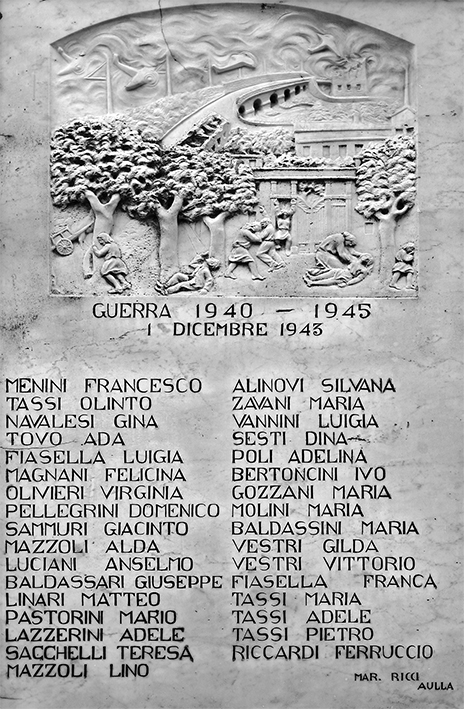 GUERRA 1940 - 1945
1 DICEMBRE 1943
MENINI FRANCESCO
TASSI OLINTO
NAVALESI GINA
TOVO ADA
FIASELLA LUIGIA
MAGNANI FELICINA
OLIVIERI VIRGINIA
PELLEGRINI DOMENICO
SAMMURI GIACINTO
MAZZOLI ALDA
LUCIANI ANSELMO
BALDASSARI GIUSEPPE
LINARI MATTEO
PASTORINI MARIO
LAZZERINI ADELE
SACCHELLI TERESA
MAZZOLI LINO
ALINOVI SILVANA
ZAVANI MARIA
VANNINI LUIGIA
SESTI DINA
POLI ADELINA
BERTONCINI IVO
GOZZANI MARIA
MOLINI MARIA
BALDASSINI MARIA
VESTRI GILDA
VESTRI VITTORIO
FIASELLA FRANCA
TASSI MARIA
TASSI ADELE
TASSI PIETRO
RICCARDI FERRUCCIO
MAR. RICCI
AULLA